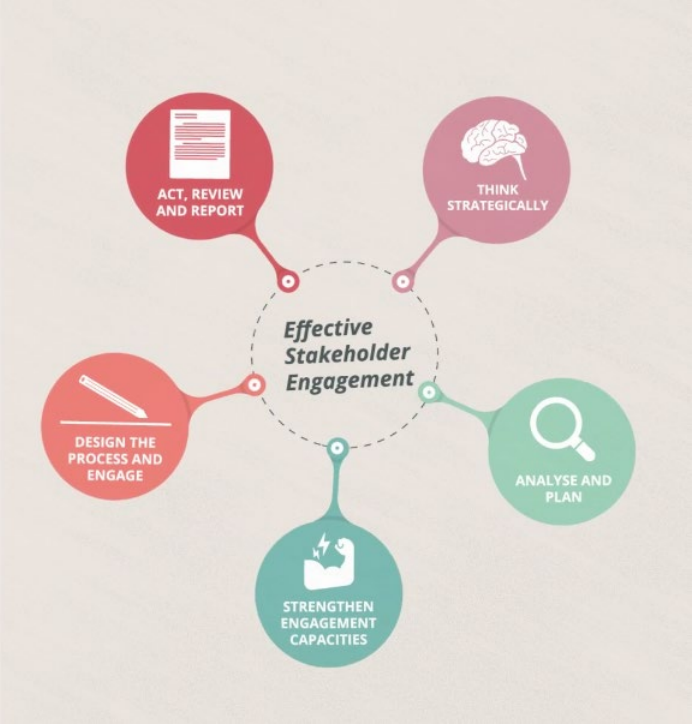 ACT, REVIEW
AND REPORT
THINK
STRATEGICALLY
Effective
Stakeholder
Engagement
DESIGN THE
PROCESS AND
ENGAGE
ANALYSE AND
PLAN
STRENGTHEN
ENGAGEMENT
CAPACITIES